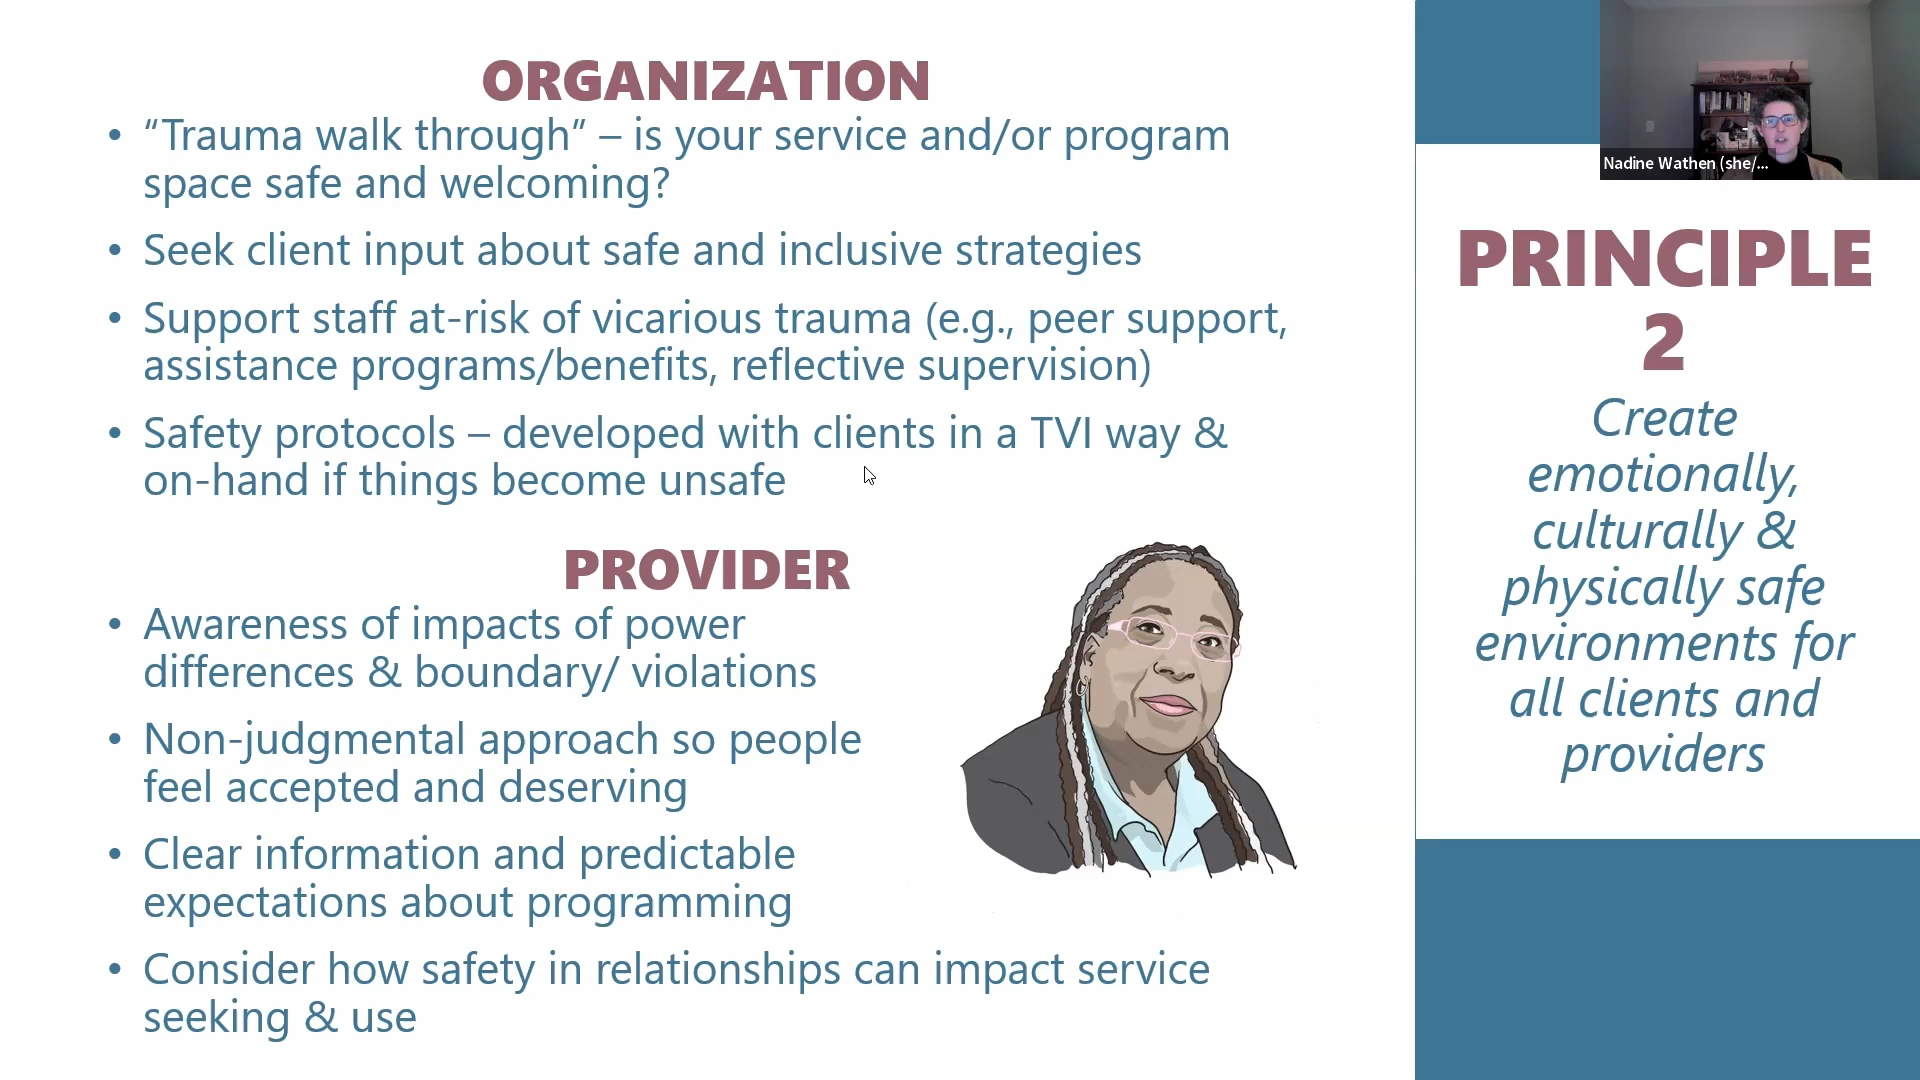 ORGANIZATION
• “Trauma walk through” – is your service and/or program
space safe and welcoming?
• Seek client input about safe and inclusive strategies
• Support staff at-risk of vicarious trauma (e.g., peer support,
assistance programs/benefits, reflective supervision)
• Safety protocols – developed with clients in a TVI way &
on-hand if things become unsafe
PROVIDER
• Awareness of impacts of power
differences & boundary/ violations
• Non-judgmental approach so people
feel accepted and deserving
• Clear information and predictable
expectations about programming
• Consider how safety in relationships can impact service
seeking & use
Nadine Wathen (she/...
PRINCIPLE
2
Create
emotionally,
culturally &
physically safe
environments for
all clients and
providers